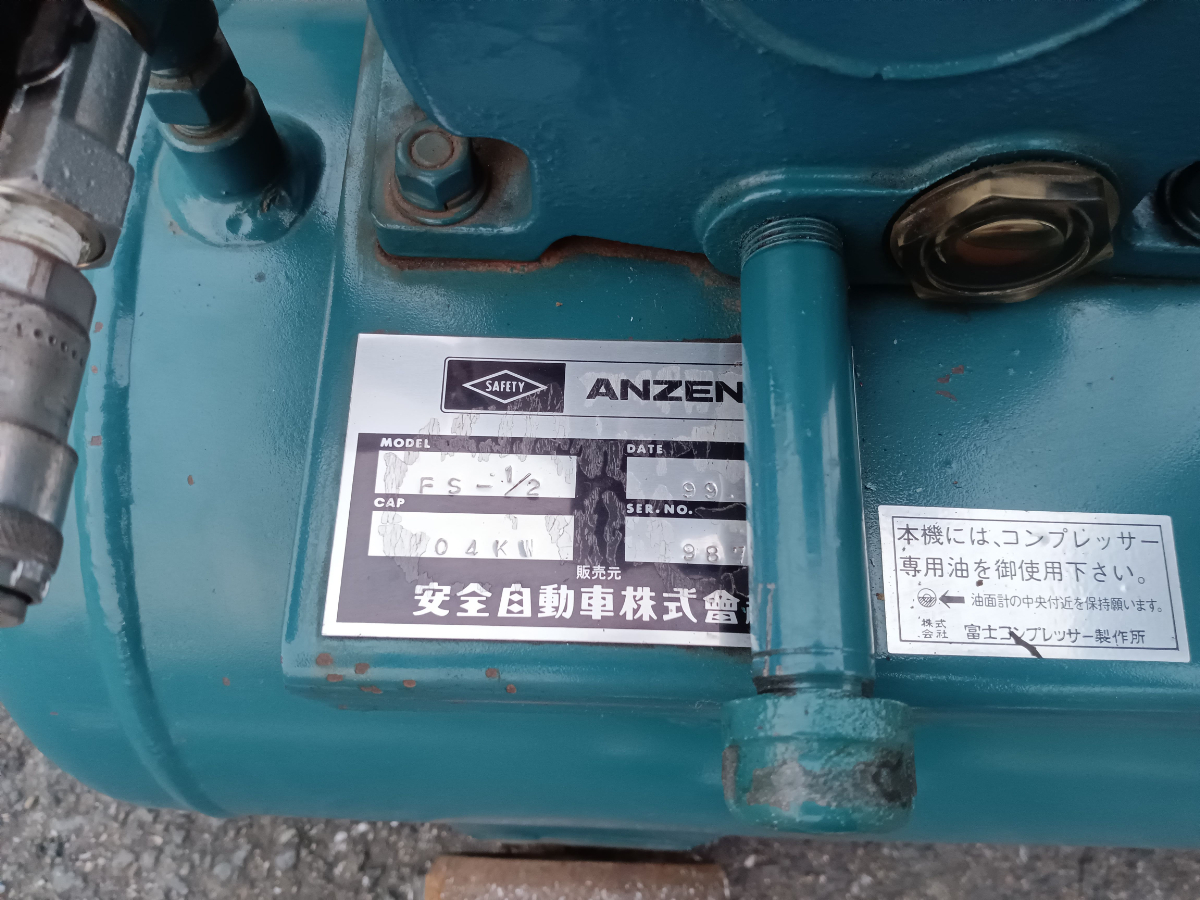 SAFETY
ANZEN
MODEL
FS-1/2
DATE
99.
CAP
04KW
SER.NO.
987
販売元
安全自動車株式會
本機には、コンプレッサー
専用油を御使用下さい。
← 油面計の中央付近を保持願います。
株式会社 富士コンプレッサー製作所